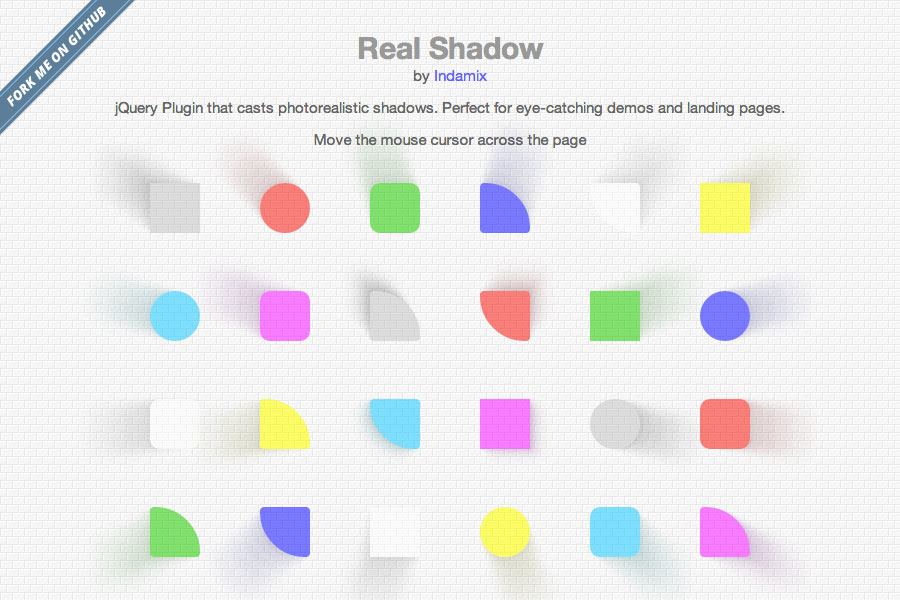 FORK ME ON GITHUB
Real Shadow
by Indamix
jQuery Plugin that casts photorealistic shadows. Perfect for eye-catching demos and landing pages.
Move the mouse cursor across the page